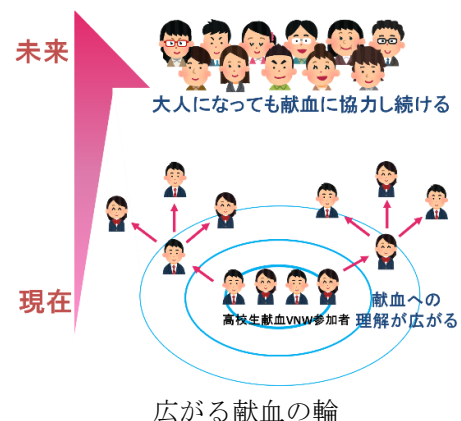 未来
大人になっても献血に協力し続ける
現在
高校生献血VNW参加者
献血への
理解が広がる
広がる献血の輪